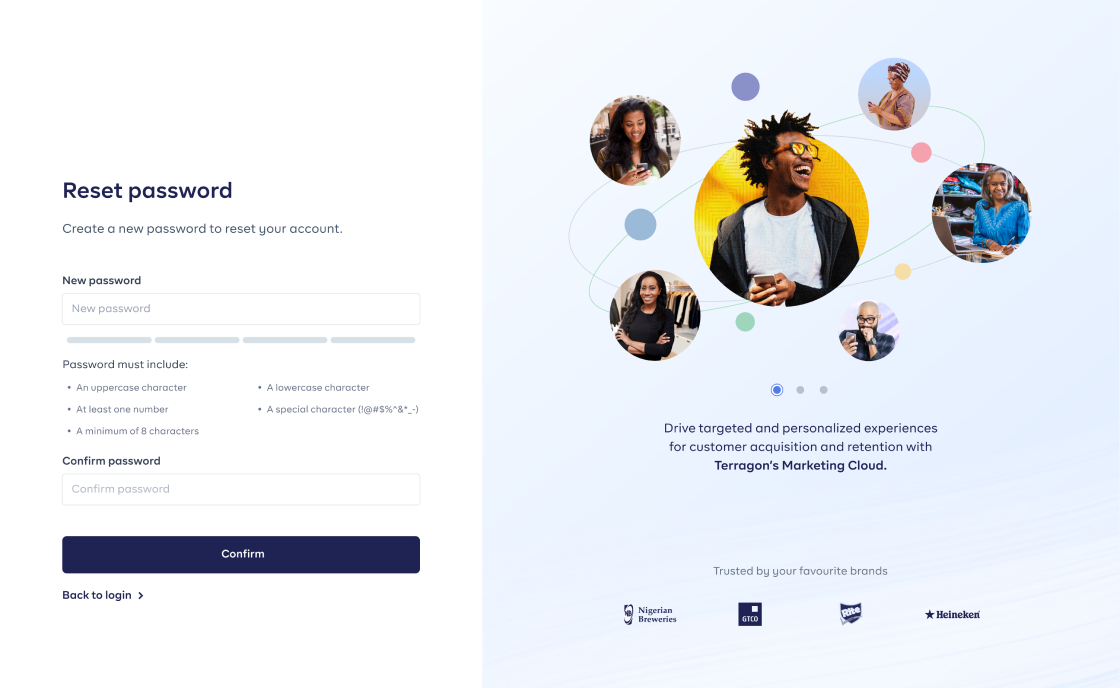 Reset password
Create a new password to reset your account.
New password
New password
Password must include:
• An uppercase character
• A lowercase character
• At least one number
• A special character (!@#$%^&*_-)
• A minimum of 8 characters
Confirm password
Confirm password
Confirm
Back to login
Drive targeted and personalized experiences
for customer acquisition and retention with
Terragon's Marketing Cloud.
Trusted by your favourite brands
Nigerian
Breweries
GTCO
Rite
Heineken